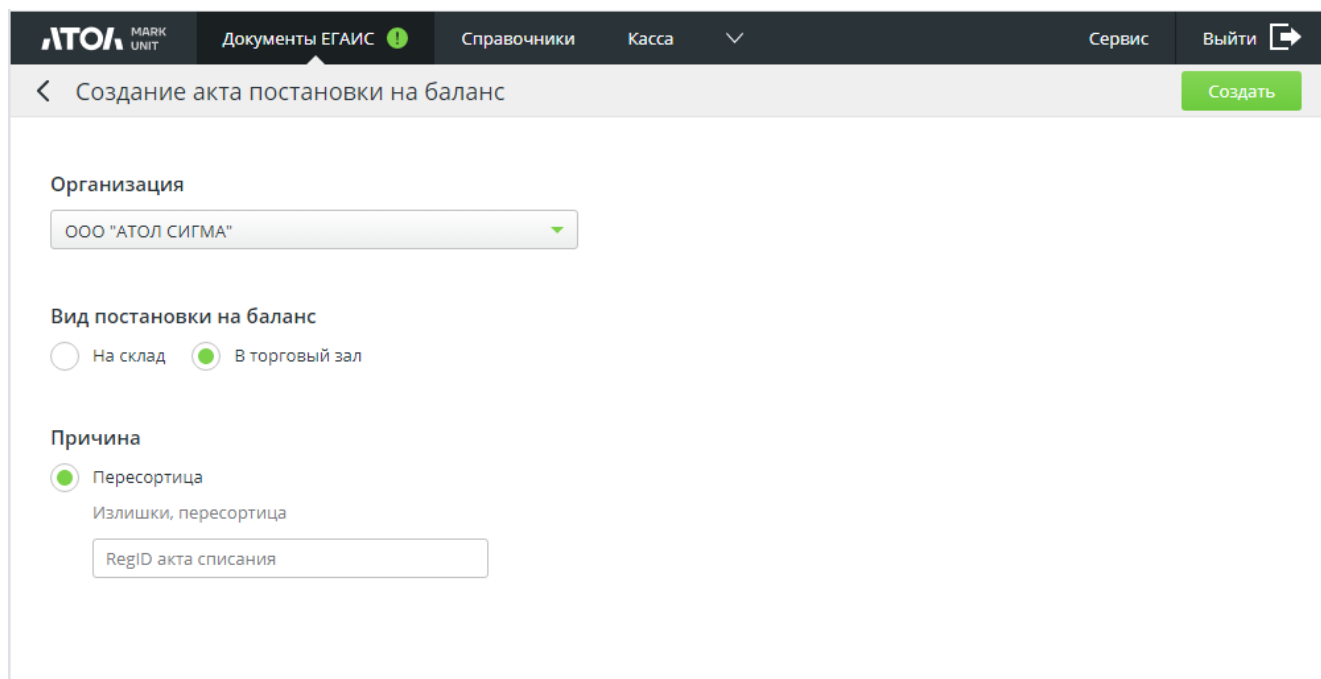 АТОЛ MARK UNIT Документы ЕГАИС ! Справочники Касса Сервис Выйти
Создание акта постановки на баланс Создать
Организация
ООО "АТОЛ СИГМА"
Вид постановки на баланс
На склад В торговый зал
Причина
Пересортица
Излишки, пересортица
RegID акта списания